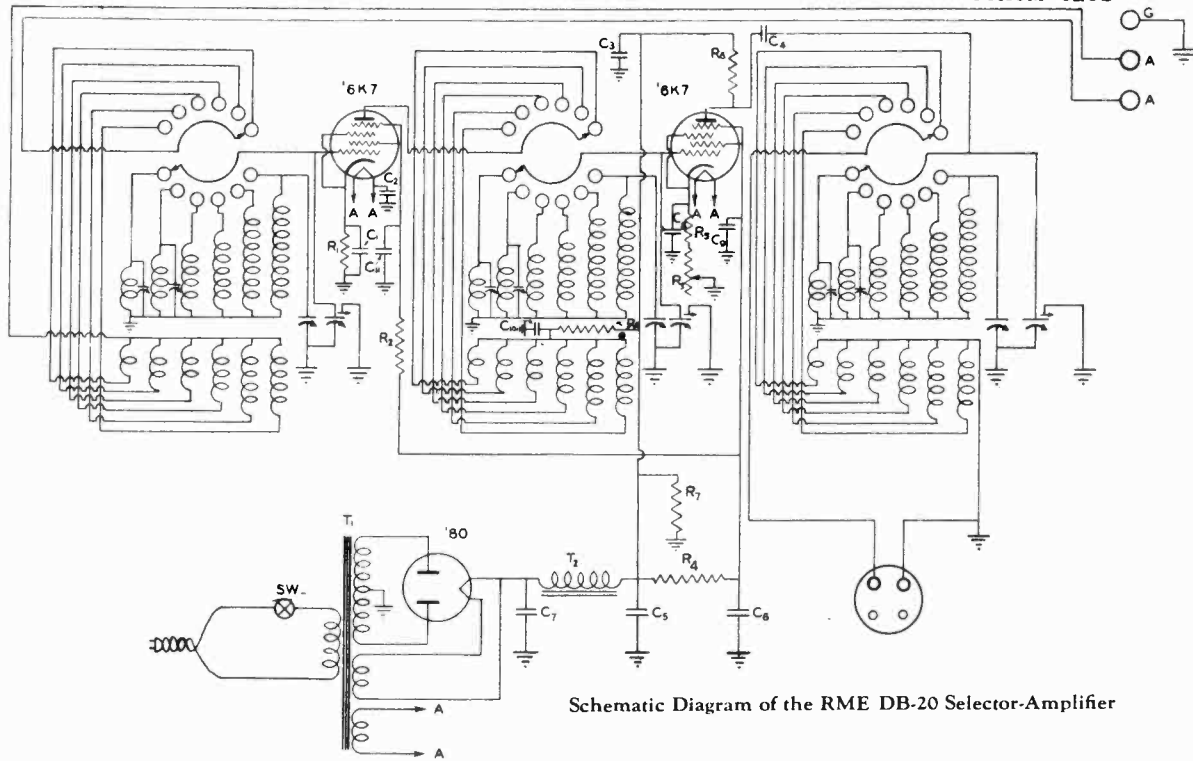 G
A
A
C₃
R₆
C₄
'6K7
'6K7
C₂
A A
R₁
C₁
C₁₁
A A
C
R₅
C₉
R₃
R₂
C₁₀
R₇
T₁
'80
T₂
R₄
SW
C₇
C₅
C₆
A
A
Schematic Diagram of the RME DB-20 Selector-Amplifier